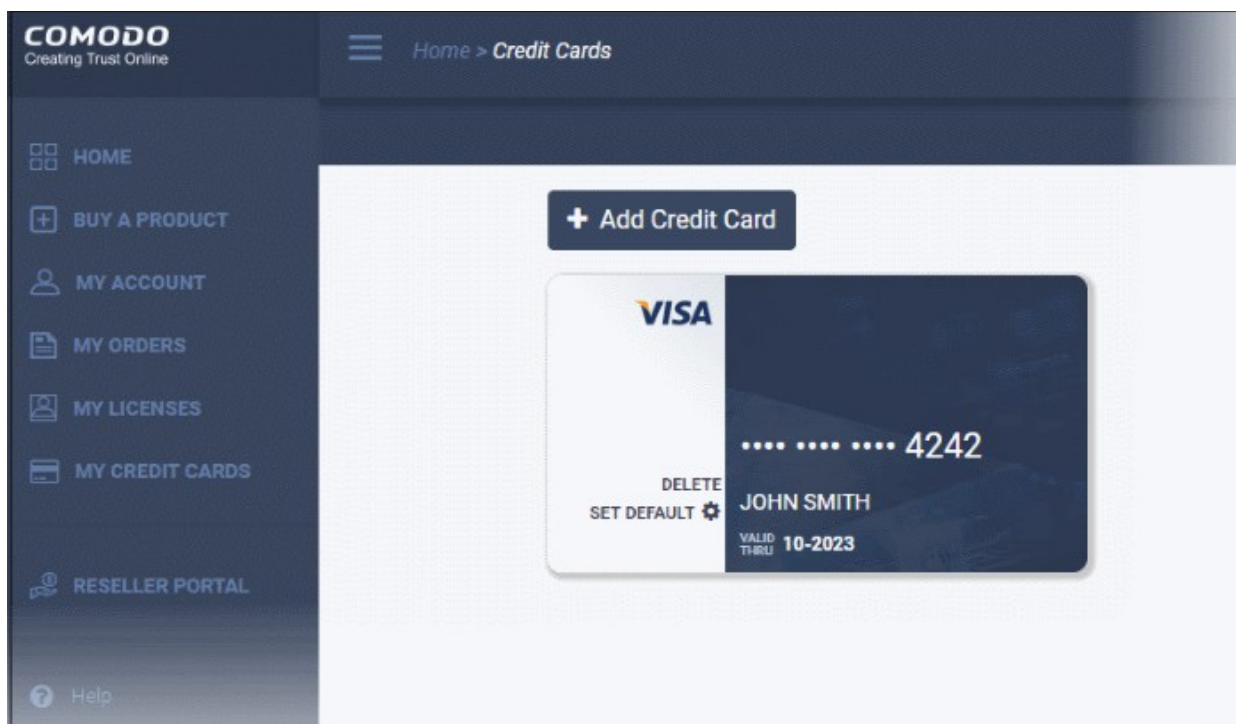 COMODO
Creating Trust Online
Home > Credit Cards
HOME
BUY A PRODUCT
MY ACCOUNT
MY ORDERS
MY LICENSES
MY CREDIT CARDS
RESELLER PORTAL
Help
+ Add Credit Card
VISA
•••• •••• •••• 4242
DELETE
SET DEFAULT
JOHN SMITH
VALID
THRU 10-2023